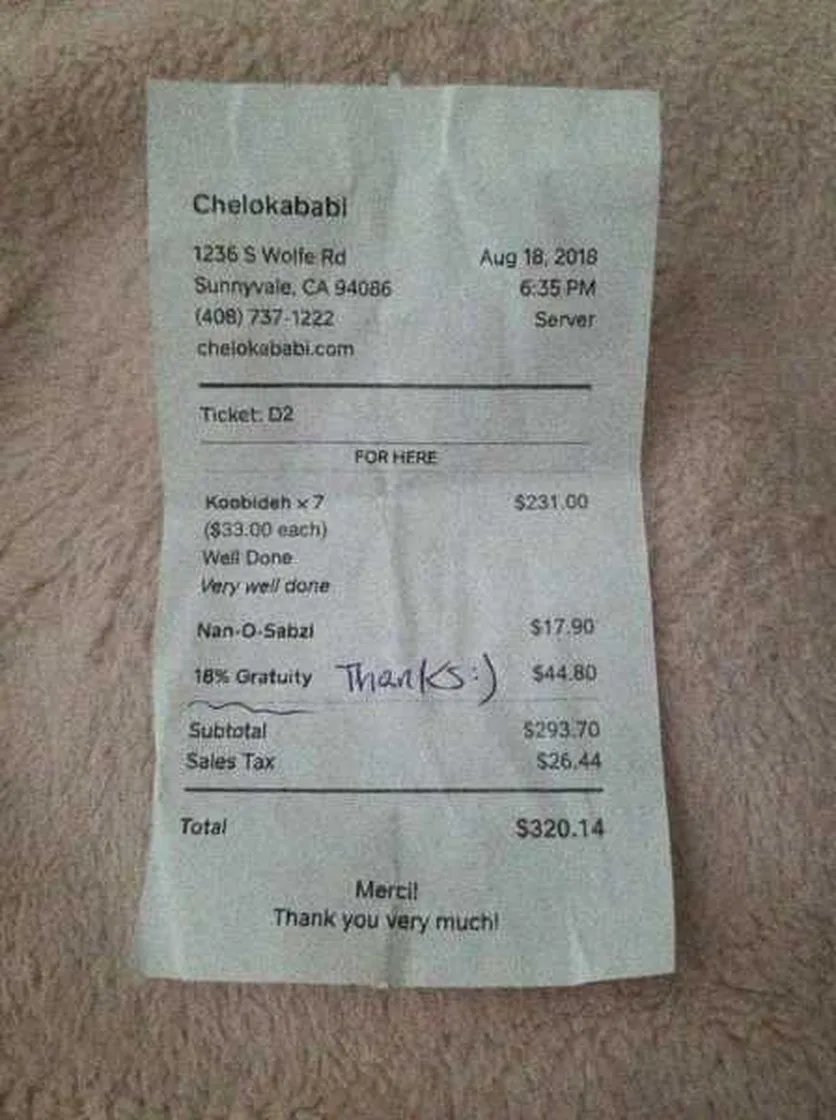 Chelokababi
1236 S Wolfe Rd Aug 18, 2018
Sunnyvale, CA 94086 6:35 PM
(408) 737-1222 Server
chelokababi.com
Ticket: D2
FOR HERE
Koobideh x 7 $231.00
($33.00 each)
Well Done
Very well done
Nan-O-Sabzi $17.90
18% Gratuity Thanks :) $44.80
Subtotal $293.70
Sales Tax $26.44
Total $320.14
Merci!
Thank you very much!